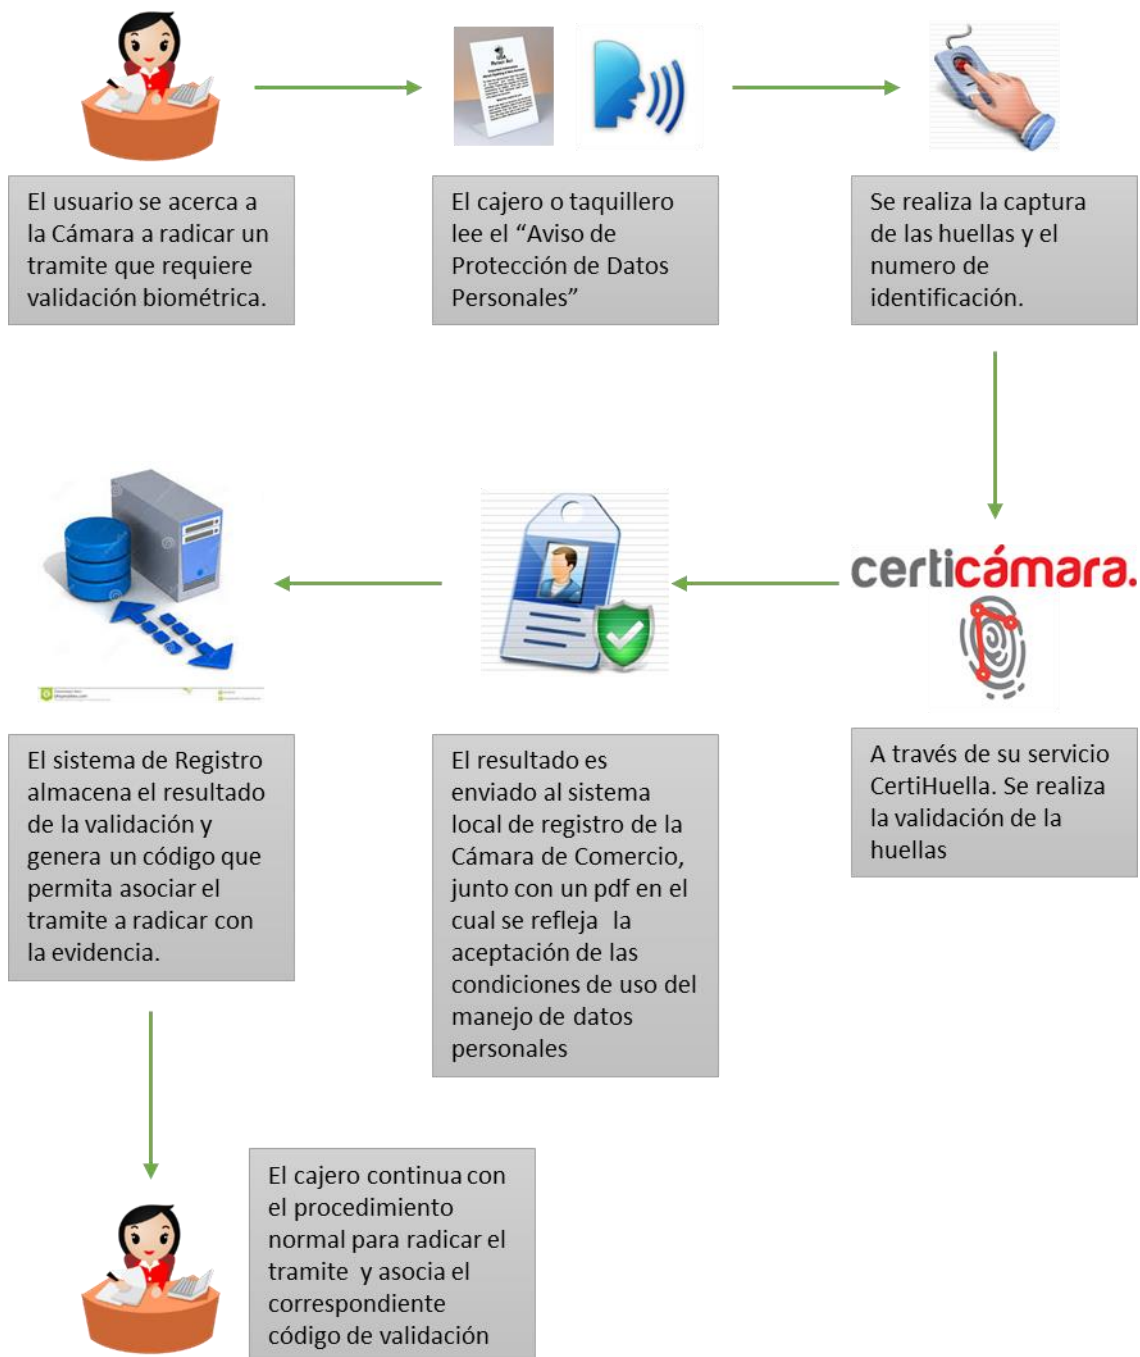 El usuario se acerca a
la Cámara a radicar un
tramite que requiere
validación biométrica.
El cajero o taquillero
lee el “Aviso de
Protección de Datos
Personales”
Se realiza la captura
de las huellas y el
numero de
identificación.
certicámara.
A través de su servicio
CertiHuella. Se realiza
la validación de la
huellas
El resultado es
enviado al sistema
local de registro de la
Cámara de Comercio,
junto con un pdf en el
cual se refleja la
aceptación de las
condiciones de uso del
manejo de datos
personales
El sistema de Registro
almacena el resultado
de la validación y
genera un código que
permita asociar el
tramite a radicar con
la evidencia.
El cajero continua con
el procedimiento
normal para radicar el
tramite y asocia el
correspondiente
código de validación